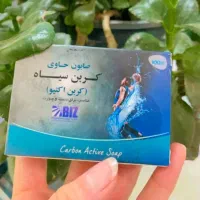 صابون حاوی
کربن سیاه
(کربن اکتیو)
BIZ
Carbon Active Soap